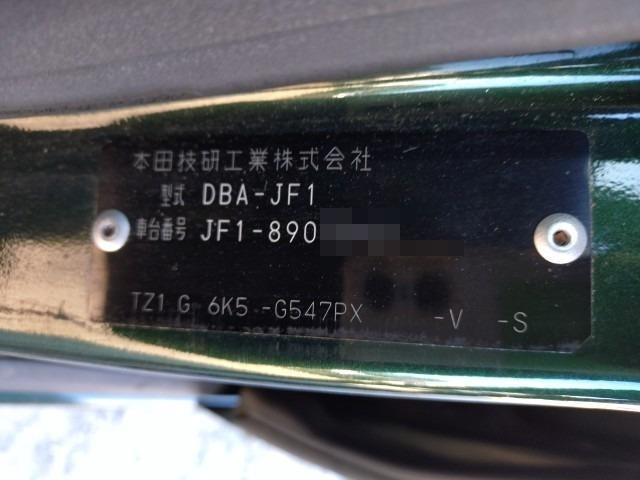 本田技研工業株式会社
型式 DBA-JF1
車台番号 JF1-890
TZ1 G 6K5 -G547PX -V -S